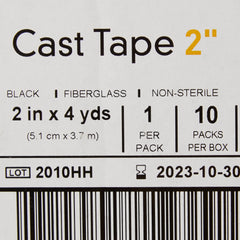 Cast Tape 2"
BLACK | FIBERGLASS | NON-STERILE
2 in x 4 yds
(5.1 cm x 3.7 m)
1
PER
PACK
10
PACKS
PER BOX
LOT 2010HH
2023-10-30